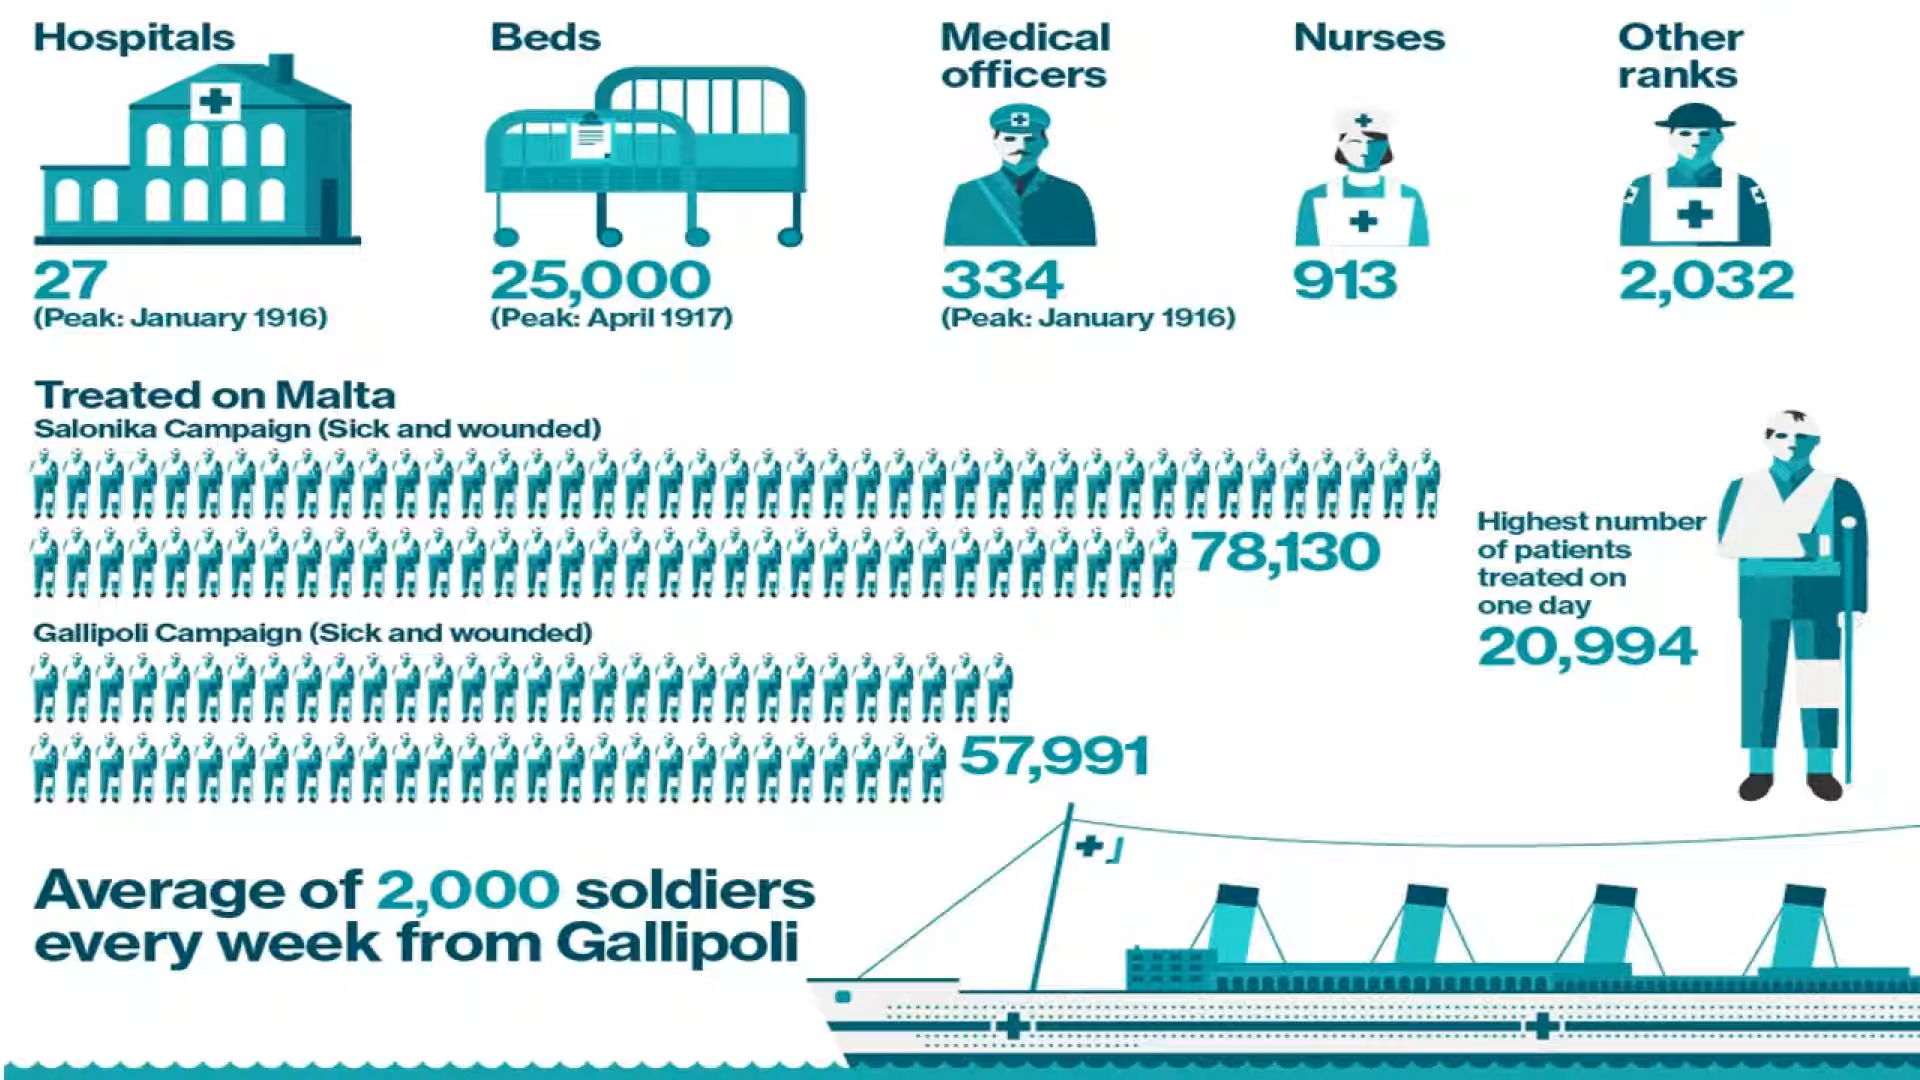 Hospitals
27
(Peak: January 1916)
Beds
25,000
(Peak: April 1917)
Medical
officers
334
(Peak: January 1916)
Nurses
913
Other
ranks
2,032
Treated on Malta
Salonika Campaign (Sick and wounded)
78,130
Gallipoli Campaign (Sick and wounded)
57,991
Highest number
of patients
treated on
one day
20,994
Average of 2,000 soldiers
every week from Gallipoli